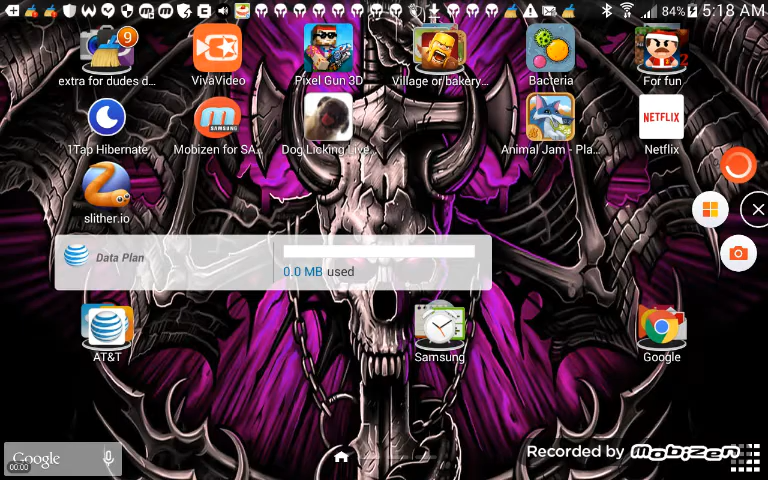 84% 5:18 AM
9
extra for dudes d...
VivaVideo
Pixel Gun 3D
Village or bakery...
Bacteria
For fun
SAMSUNG
NETFLIX
1Tap Hibernate
Mobizen for SA...
Dog Licking Live...
Animal Jam - Pla...
Netflix
slither.io
Data Plan
0.0 MB used
AT&T
Samsung
Google
Google
00:00
Recorded by Mobizen